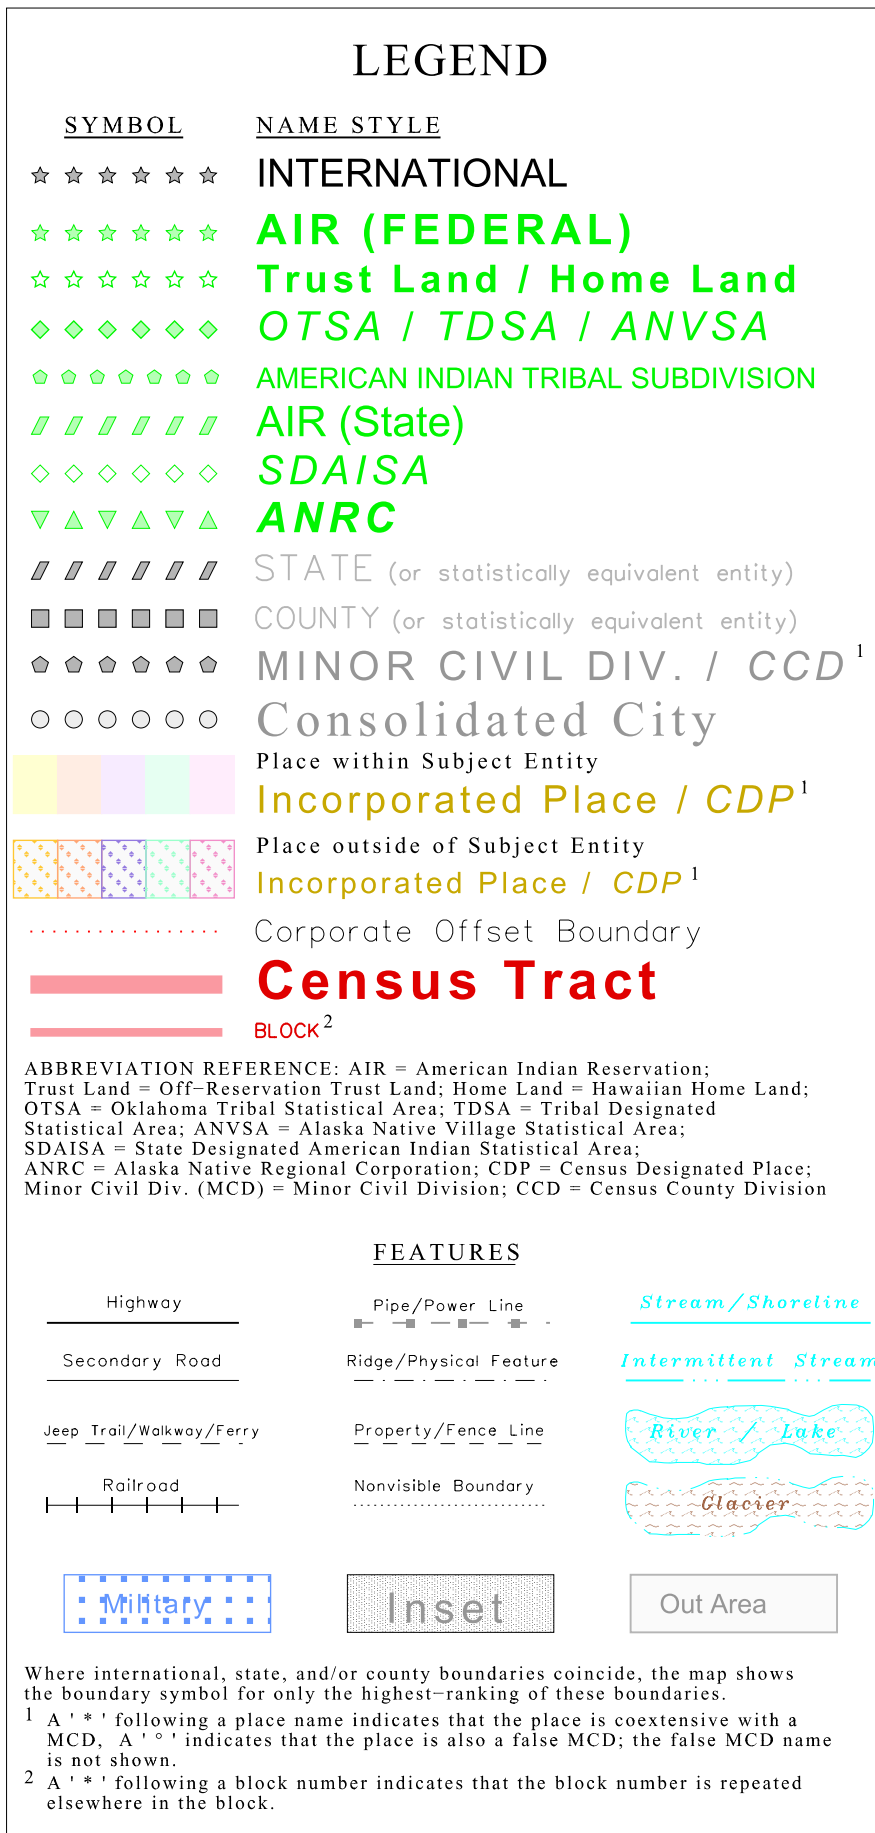 LEGEND
SYMBOL NAME STYLE
INTERNATIONAL
AIR (FEDERAL)
Trust Land / Home Land
OTSA / TDSA / ANVSA
AMERICAN INDIAN TRIBAL SUBDIVISION
AIR (State)
SDAISA
ANRC
STATE (or statistically equivalent entity)
COUNTY (or statistically equivalent entity)
MINOR CIVIL DIV. / CCD 1
Consolidated City
Place within Subject Entity
Incorporated Place / CDP 1
Place outside of Subject Entity
Incorporated Place / CDP 1
Corporate Offset Boundary
Census Tract
BLOCK 2
ABBREVIATION REFERENCE: AIR = American Indian Reservation;
Trust Land = Off−Reservation Trust Land; Home Land = Hawaiian Home Land;
OTSA = Oklahoma Tribal Statistical Area; TDSA = Tribal Designated
Statistical Area; ANVSA = Alaska Native Village Statistical Area;
SDAISA = State Designated American Indian Statistical Area;
ANRC = Alaska Native Regional Corporation; CDP = Census Designated Place;
Minor Civil Div. (MCD) = Minor Civil Division; CCD = Census County Division
FEATURES
Highway
Secondary Road
Jeep Trail/Walkway/Ferry
Railroad
Pipe/Power Line
Ridge/Physical Feature
Property/Fence Line
Nonvisible Boundary
Stream/Shoreline
Intermittent Stream
River / Lake
Glacier
Military
Inset
Out Area
Where international, state, and/or county boundaries coincide, the map shows
the boundary symbol for only the highest−ranking of these boundaries.
1 A ' * ' following a place name indicates that the place is coextensive with a
MCD, A ' ° ' indicates that the place is also a false MCD; the false MCD name
is not shown.
2 A ' * ' following a block number indicates that the block number is repeated
elsewhere in the block.